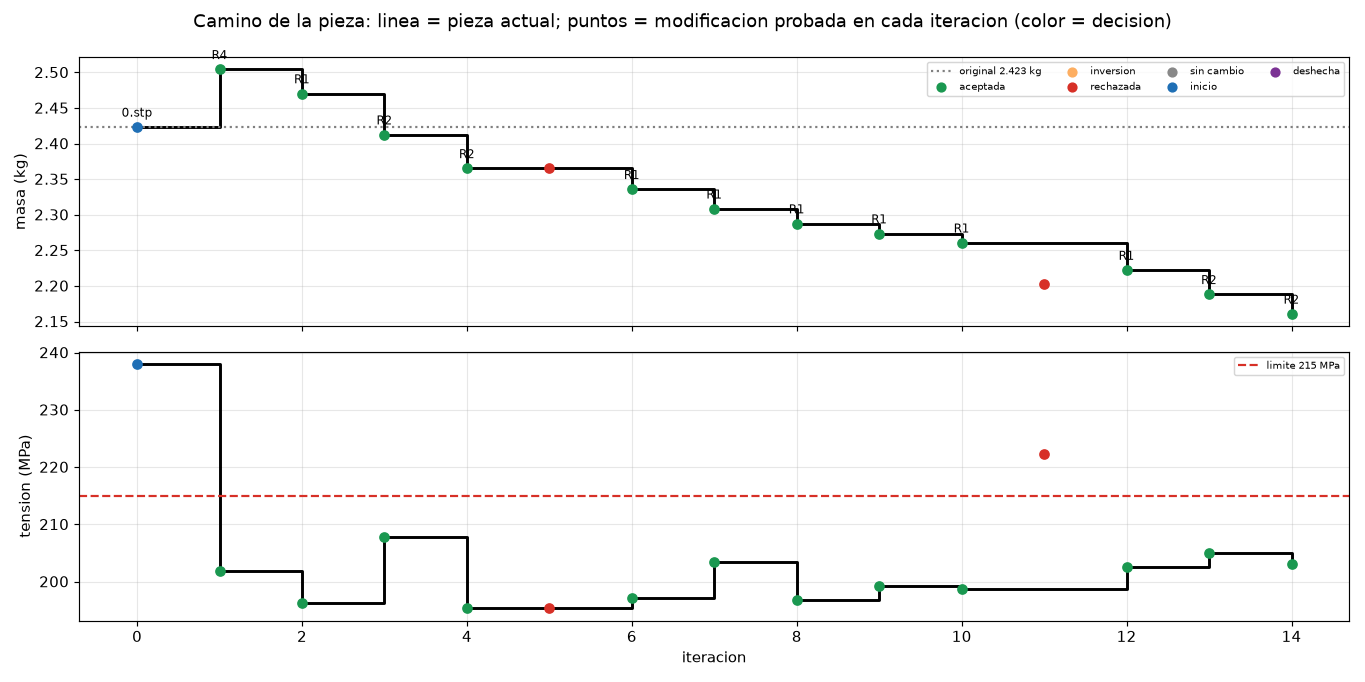 Camino de la pieza: linea = pieza actual; puntos = modificacion probada en cada iteracion (color = decision)
masa (kg)
2.50
2.45
2.40
2.35
2.30
2.25
2.20
2.15
0.stp
R4
R1
R2
R2
R1
R1
R1
R1
R1
R1
R2
R2
original 2.423 kg
aceptada
inversion
rechazada
sin cambio
inicio
deshecha
tension (MPa)
240
230
220
210
200
limite 215 MPa
0
2
4
6
8
10
12
14
iteracion